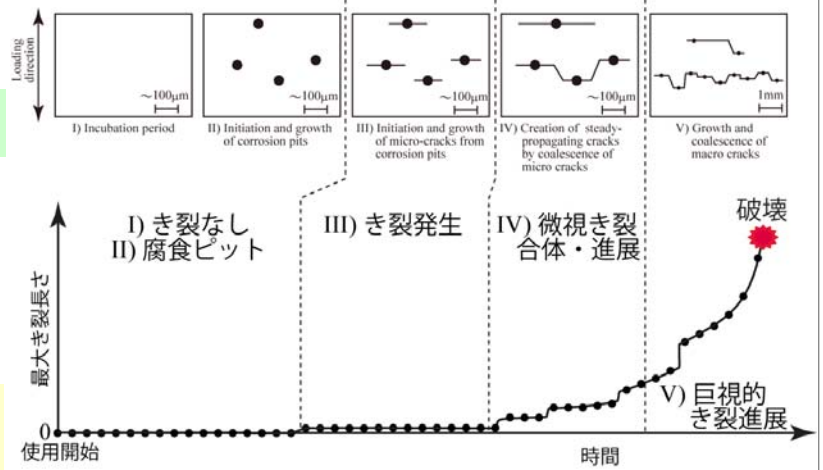 Loading
direction
～100μm
～100μm
～100μm
～100μm
1mm
I) Incubation period
II) Initiation and growth
of corrosion pits
III) Initiation and growth
of micro-cracks from
corrosion pits
IV) Creation of steady-
propagating cracks
by coalescence of
micro cracks
V) Growth and
coalescence of
macro cracks
I) き裂なし
II) 腐食ピット
III) き裂発生
IV) 微視き裂
合体・進展
破壊
最大き裂長さ
V) 巨視的
き裂進展
0
使用開始
時間